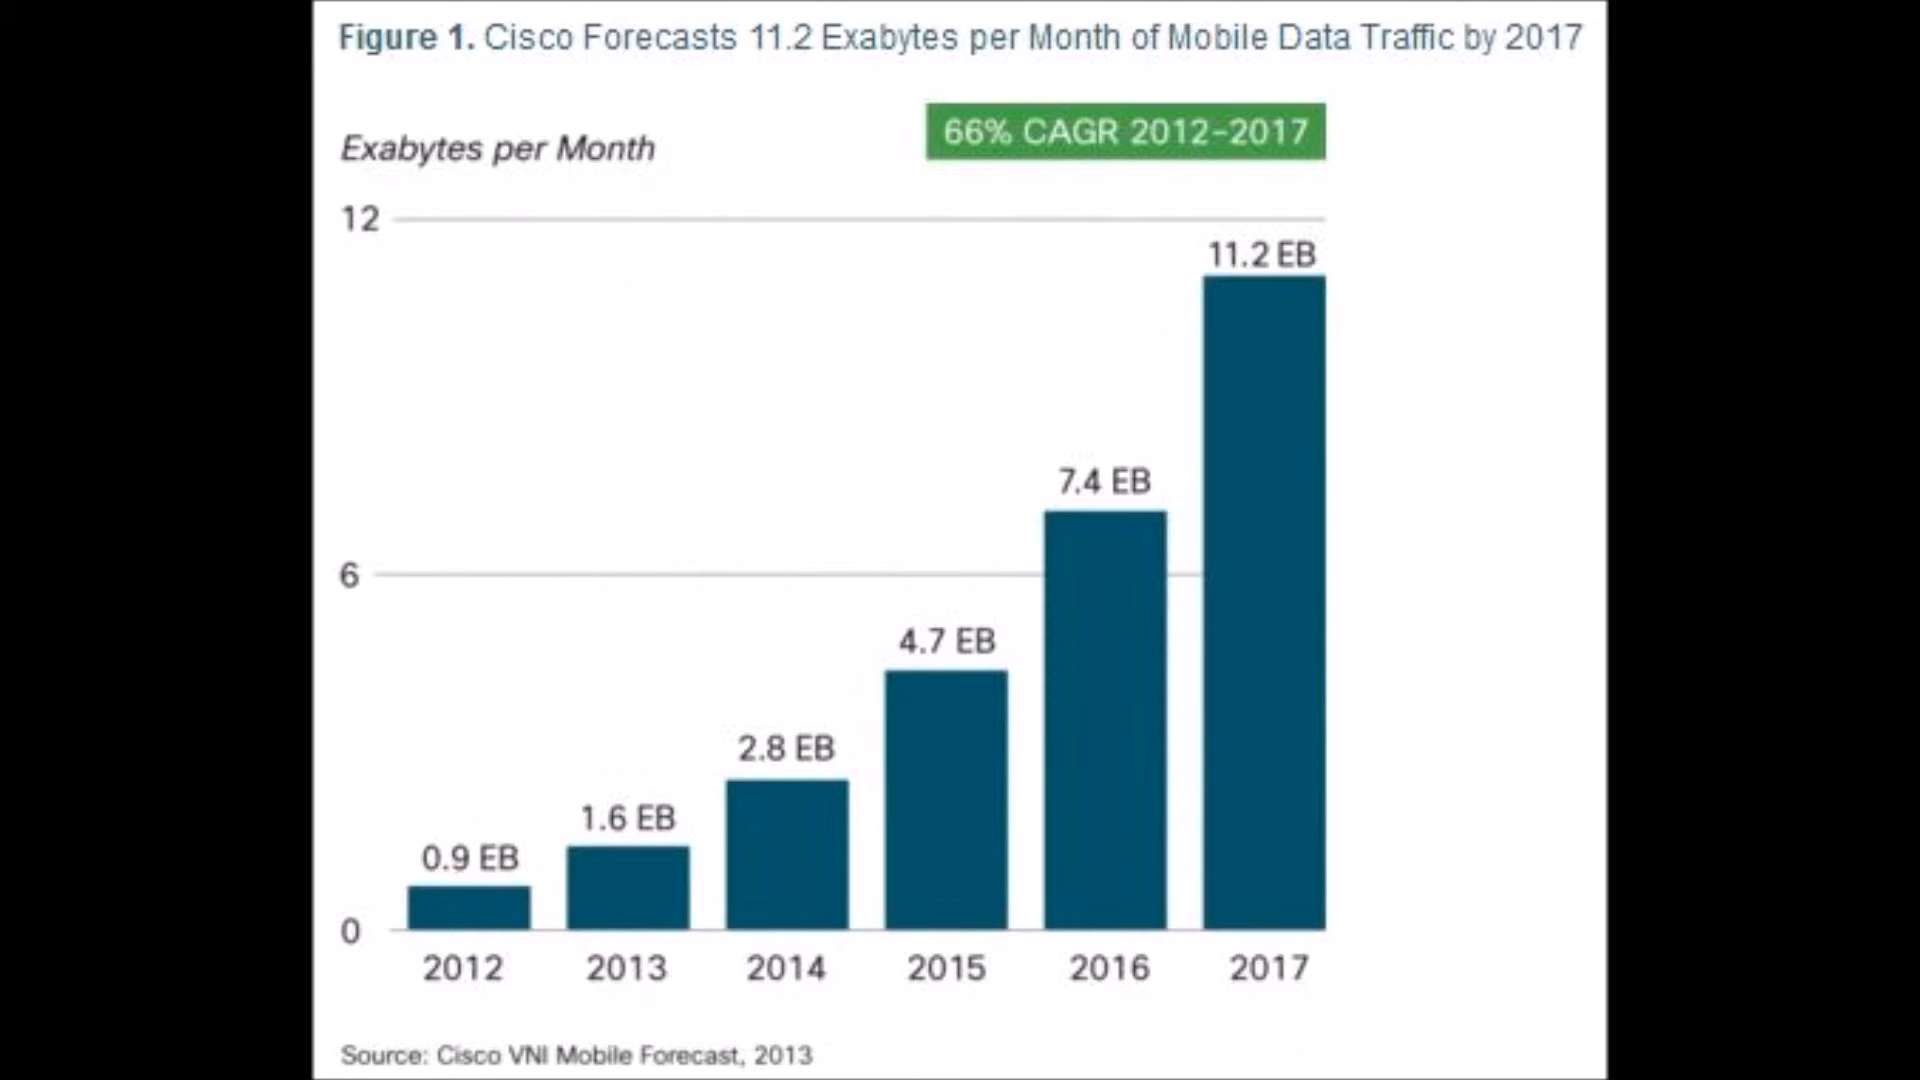 Figure 1. Cisco Forecasts 11.2 Exabytes per Month of Mobile Data Traffic by 2017
66% CAGR 2012-2017
Exabytes per Month
12
11.2 EB
7.4 EB
6
4.7 EB
2.8 EB
1.6 EB
0.9 EB
0
2012 2013 2014 2015 2016 2017
Source: Cisco VNI Mobile Forecast, 2013